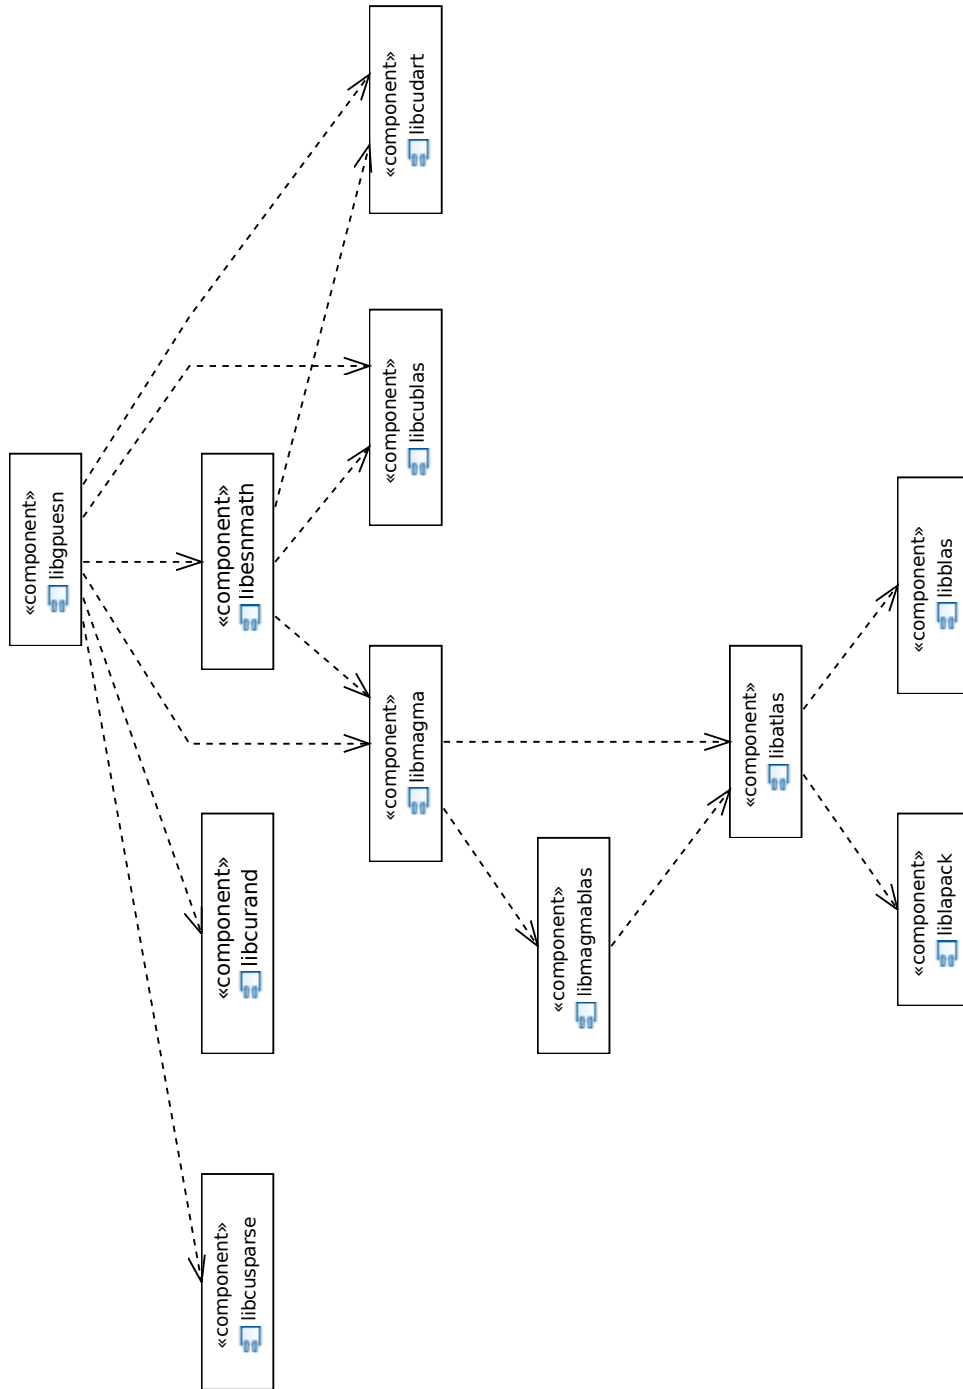 «component»
libgpuesn
«component»
libcusparse
«component»
libcurand
«component»
libesnmath
«component»
libmagma
«component»
libcublas
«component»
libcudart
«component»
libmagmablas
«component»
libatlas
«component»
liblapack
«component»
libblas